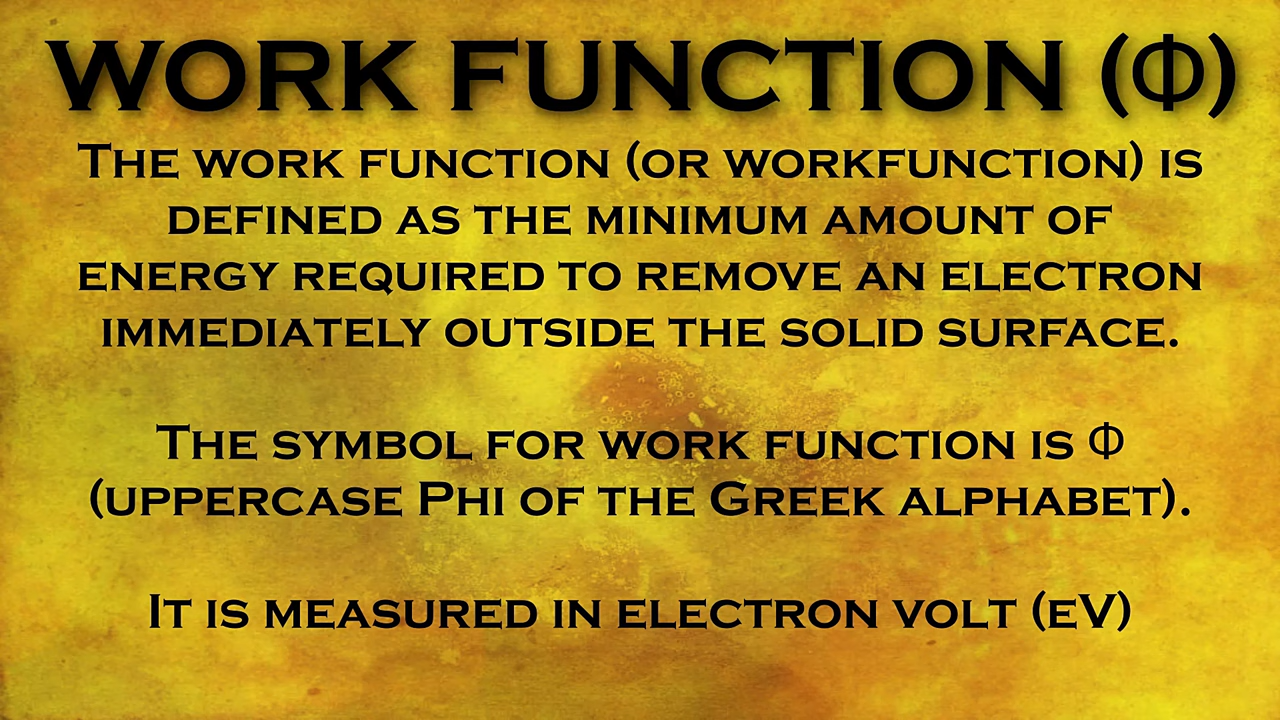 WORK FUNCTION (Φ)
THE WORK FUNCTION (OR WORKFUNCTION) IS
DEFINED AS THE MINIMUM AMOUNT OF
ENERGY REQUIRED TO REMOVE AN ELECTRON
IMMEDIATELY OUTSIDE THE SOLID SURFACE.
THE SYMBOL FOR WORK FUNCTION IS Φ
(UPPERCASE PHI OF THE GREEK ALPHABET).
IT IS MEASURED IN ELECTRON VOLT (EV)